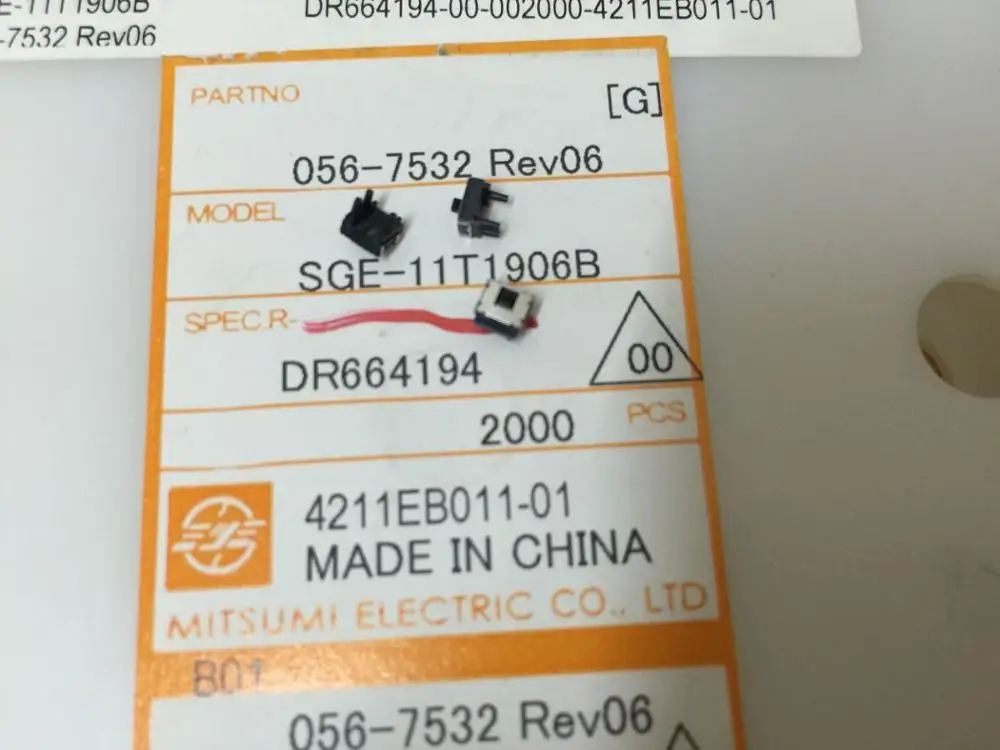 E-11T1906B
-7532 Rev06
DR664194-00-002000-4211EB011-01
PARTNO
[G]
056-7532 Rev06
MODEL
SGE-11T1906B
SPEC.R-
DR664194
00
2000 PCS
4211EB011-01
MADE IN CHINA
MITSUMI ELECTRIC CO., LTD
B01
056-7532 Rev06